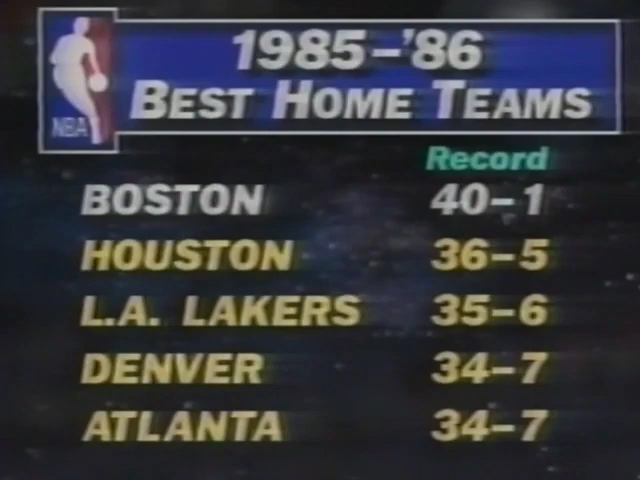 1985-'86
BEST HOME TEAMS
NBA
Record
BOSTON 40-1
HOUSTON 36-5
L.A. LAKERS 35-6
DENVER 34-7
ATLANTA 34-7